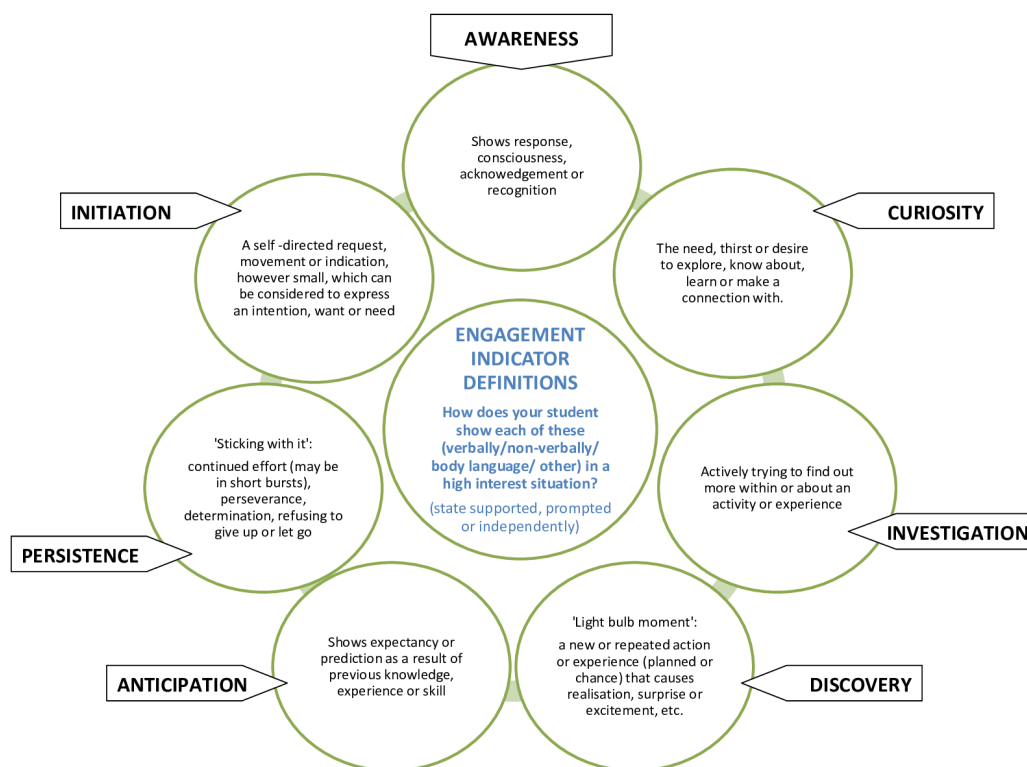 AWARENESS
Shows response,
consciousness,
acknowedgement or
recognition
CURIOSITY
The need, thirst or desire
to explore, know about,
learn or make a
connection with.
INVESTIGATION
Actively trying to find out
more within or about an
activity or experience
DISCOVERY
'Light bulb moment':
a new or repeated action
or experience (planned or
chance) that causes
realisation, surprise or
excitement, etc.
ANTICIPATION
Shows expectancy or
prediction as a result of
previous knowledge,
experience or skill
PERSISTENCE
'Sticking with it':
continued effort (may be
in short bursts),
perseverance,
determination, refusing to
give up or let go
INITIATION
A self -directed request,
movement or indication,
however small, which can
be considered to express
an intention, want or need
ENGAGEMENT
INDICATOR
DEFINITIONS
How does your student
show each of these
(verbally/non-verbally/
body language/ other) in a
high interest situation?
(state supported, prompted
or independently)